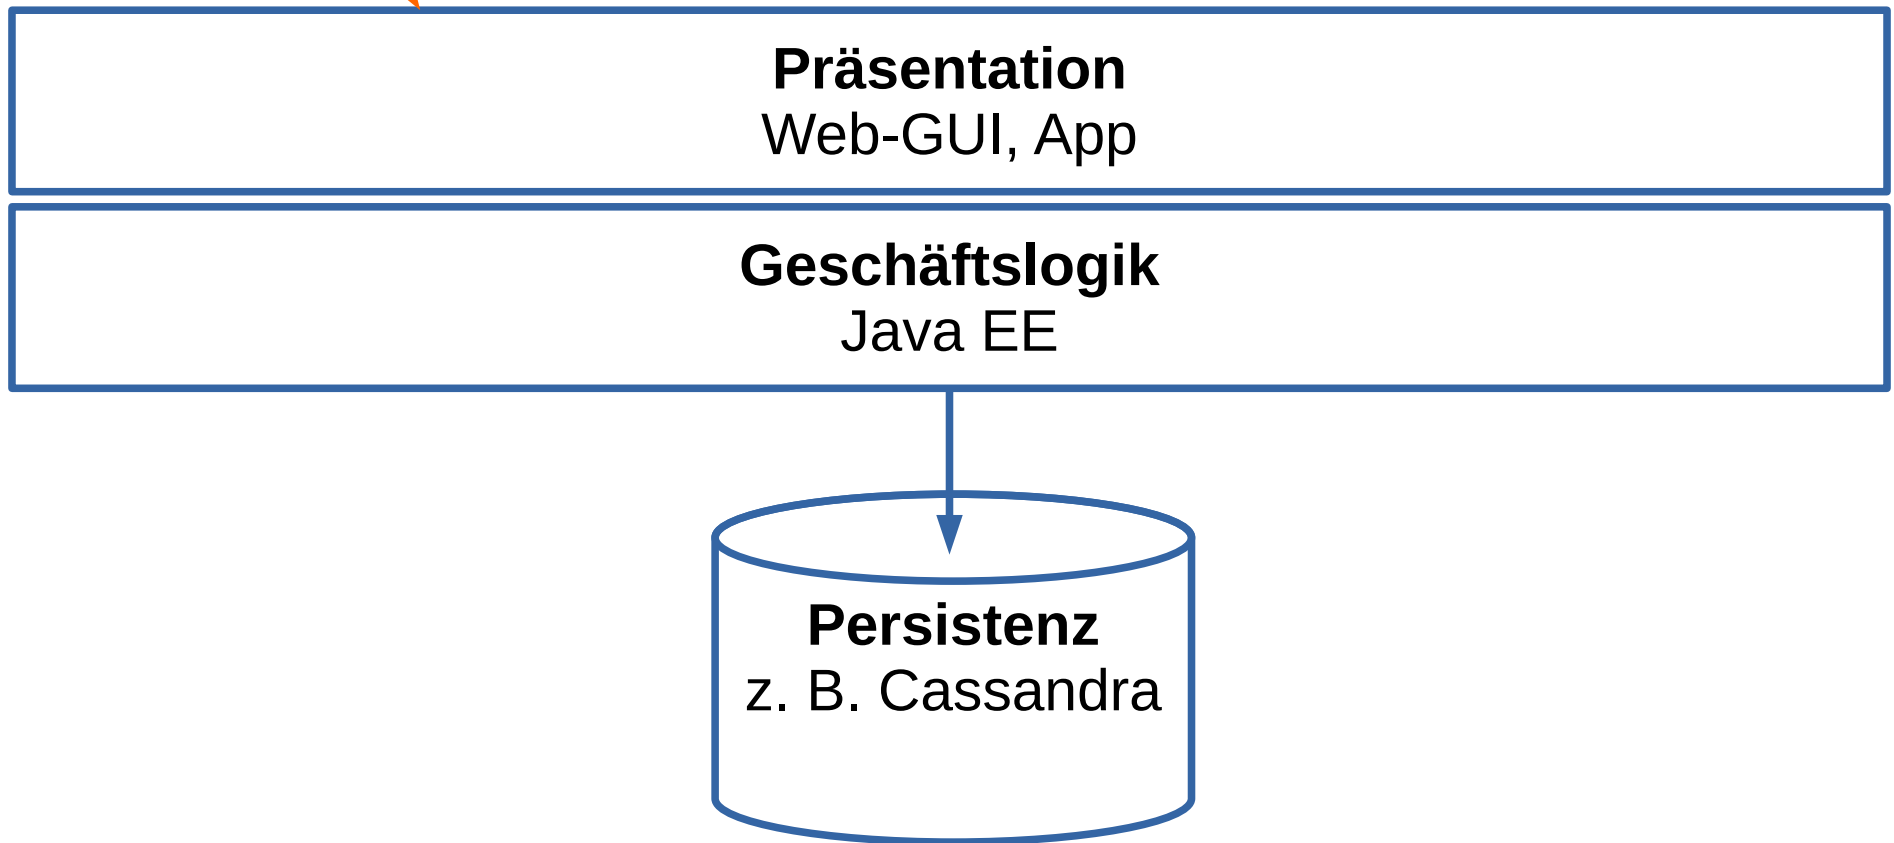 Präsentation
Web-GUI, App
Geschäftslogik
Java EE
Persistenz
z. B. Cassandra